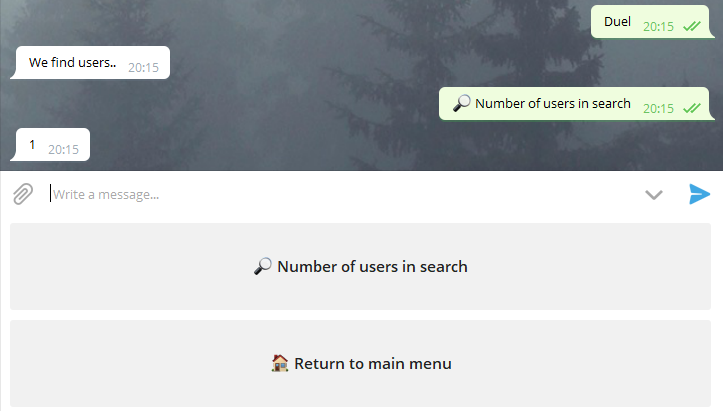 Duel 20:15
We find users.. 20:15
🔎 Number of users in search 20:15
1 20:15
Write a message...
🔎 Number of users in search
🏠 Return to main menu